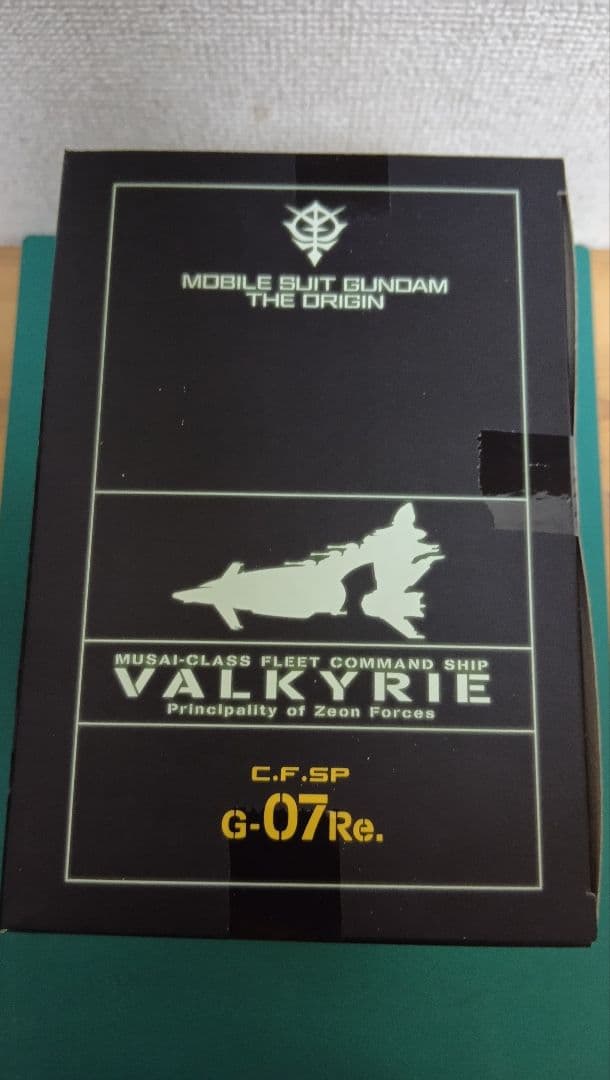 MOBILE SUIT GUNDAM
THE ORIGIN
MUSAI-CLASS FLEET COMMAND SHIP
VALKYRIE
Principality of Zeon Forces
C.F.SP
G-07Re.